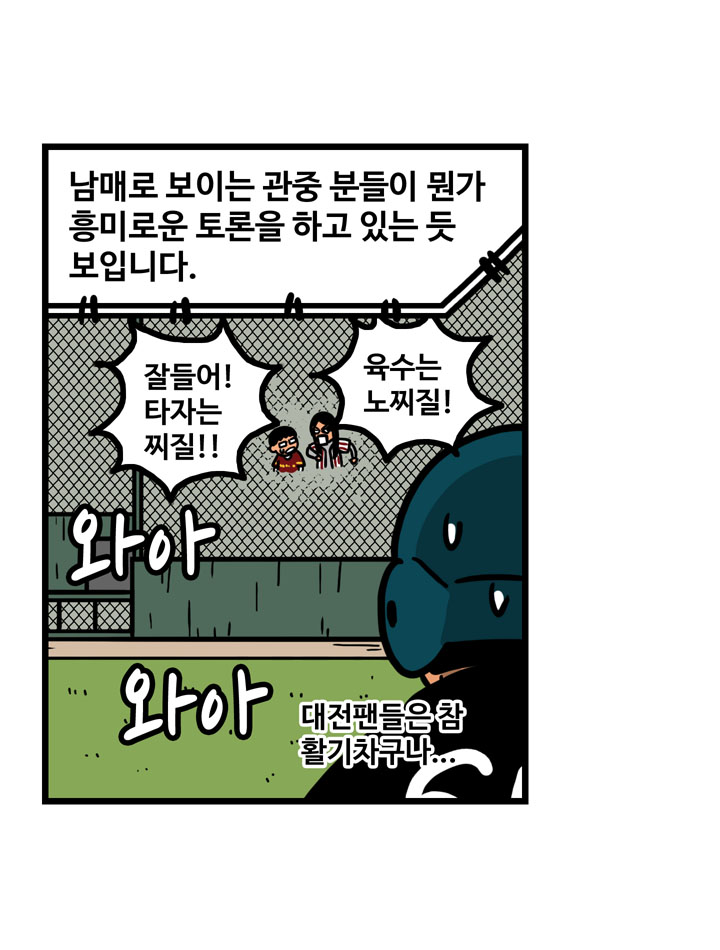 남매로 보이는 관중 분들이 뭔가
흥미로운 토론을 하고 있는 듯
보입니다.
잘들어!
타자는
찌질!!
육수는
노찌질!
와아
와아
대전팬들은 참
활기차구나...